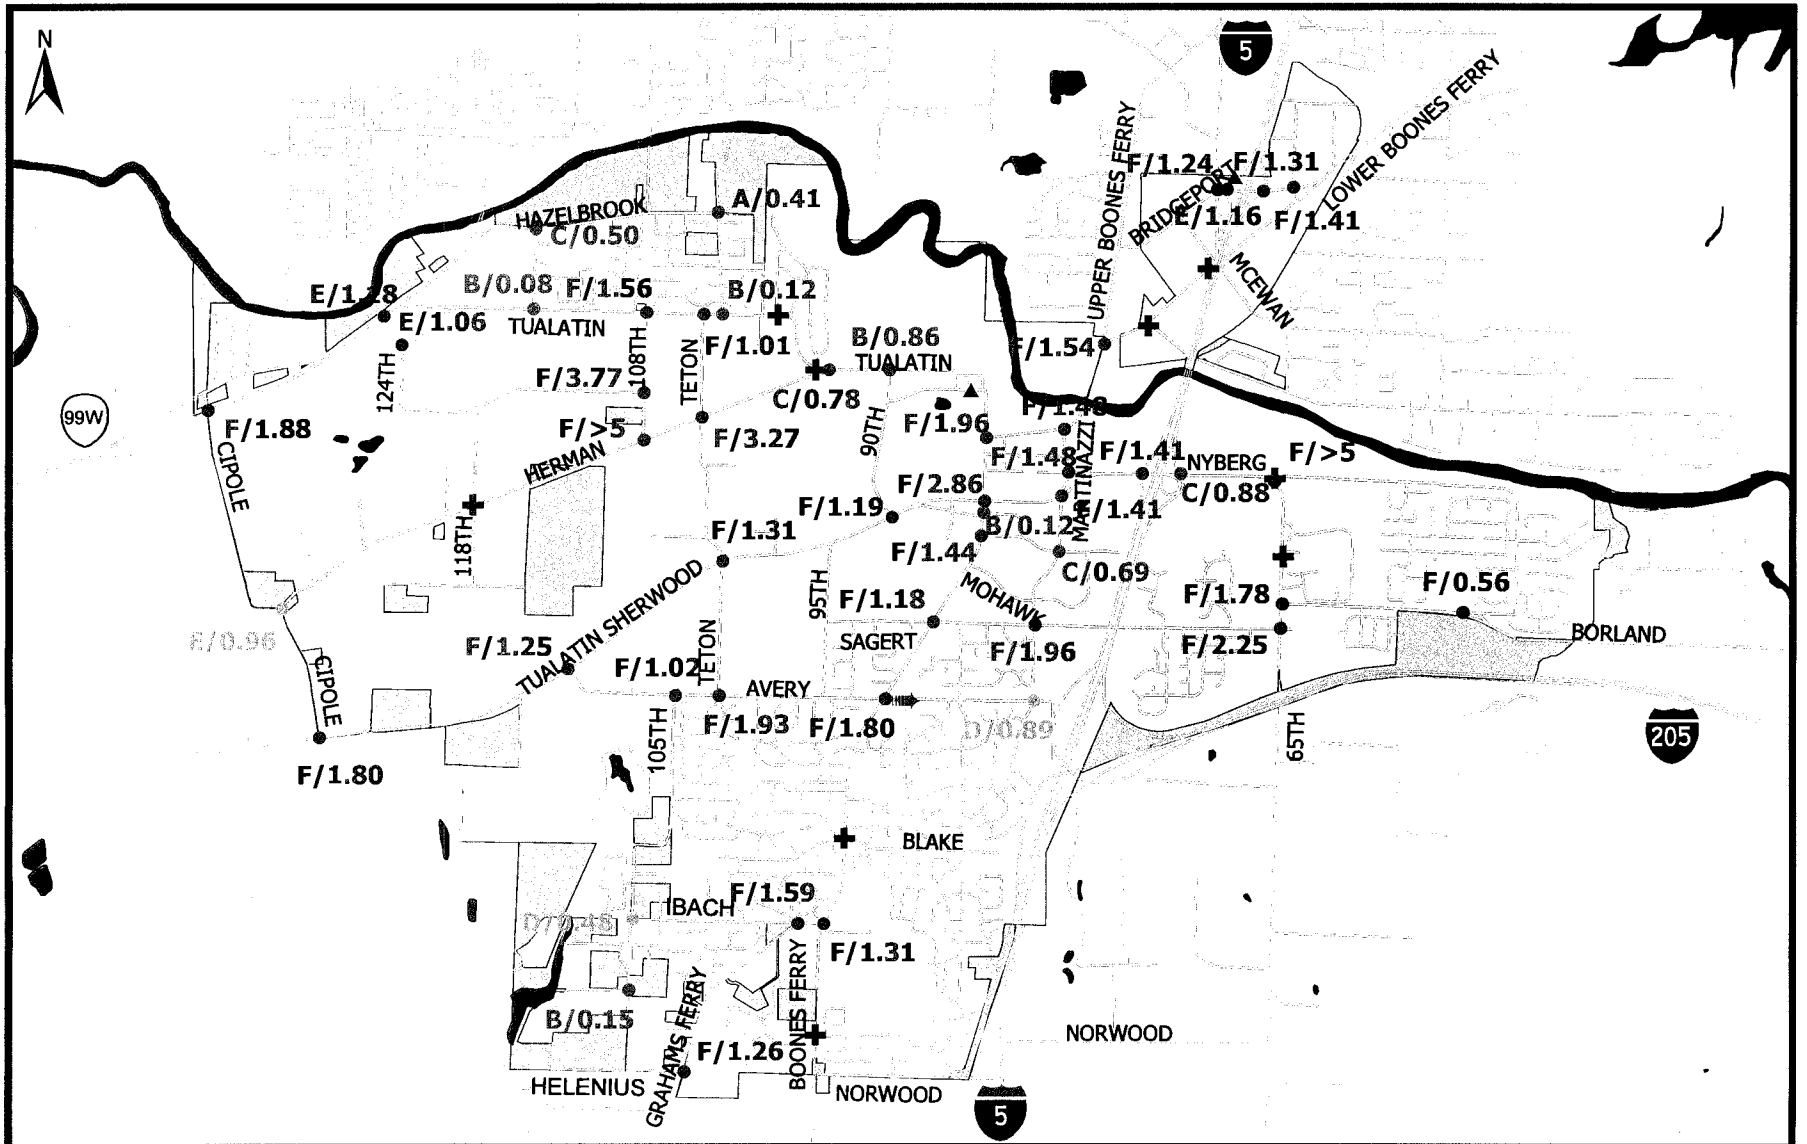 N
5
LOWER BOONES FERRY
UPPER BOONES FERRY
F/1.24
F/1.31
BRIDGEPORT
E/1.16
F/1.41
A/0.41
HAZELBROOK
C/0.50
MCEWAN
B/0.08
F/1.56
B/0.12
E/1.06
TUALATIN
F/1.01
B/0.86
TUALATIN
F/1.54
108TH
TETON
124TH
F/3.77
C/0.78
99W
F/1.88
F/>5
F/3.27
90TH
F/1.96
F/1.48
CIPOLE
HERMAN
F/1.48
MARTINAZZI
F/1.41
NYBERG
F/>5
F/2.86
C/0.88
F/1.19
F/1.41
B/0.12
F/1.31
118TH
F/1.44
C/0.69
TUALATIN SHERWOOD
95TH
MOHAWK
F/1.18
F/1.78
F/0.56
E/0.96
F/1.25
TETON
SAGERT
F/1.96
F/2.25
BORLAND
CIPOLE
F/1.02
AVERY
F/1.93
F/1.80
D/0.89
105TH
65TH
205
F/1.80
BLAKE
F/1.59
IBACH
D/0.48
F/1.31
BOONES FERRY
GRAHAMS FERRY
B/0.15
NORWOOD
F/1.26
HELENIUS
NORWOOD
5